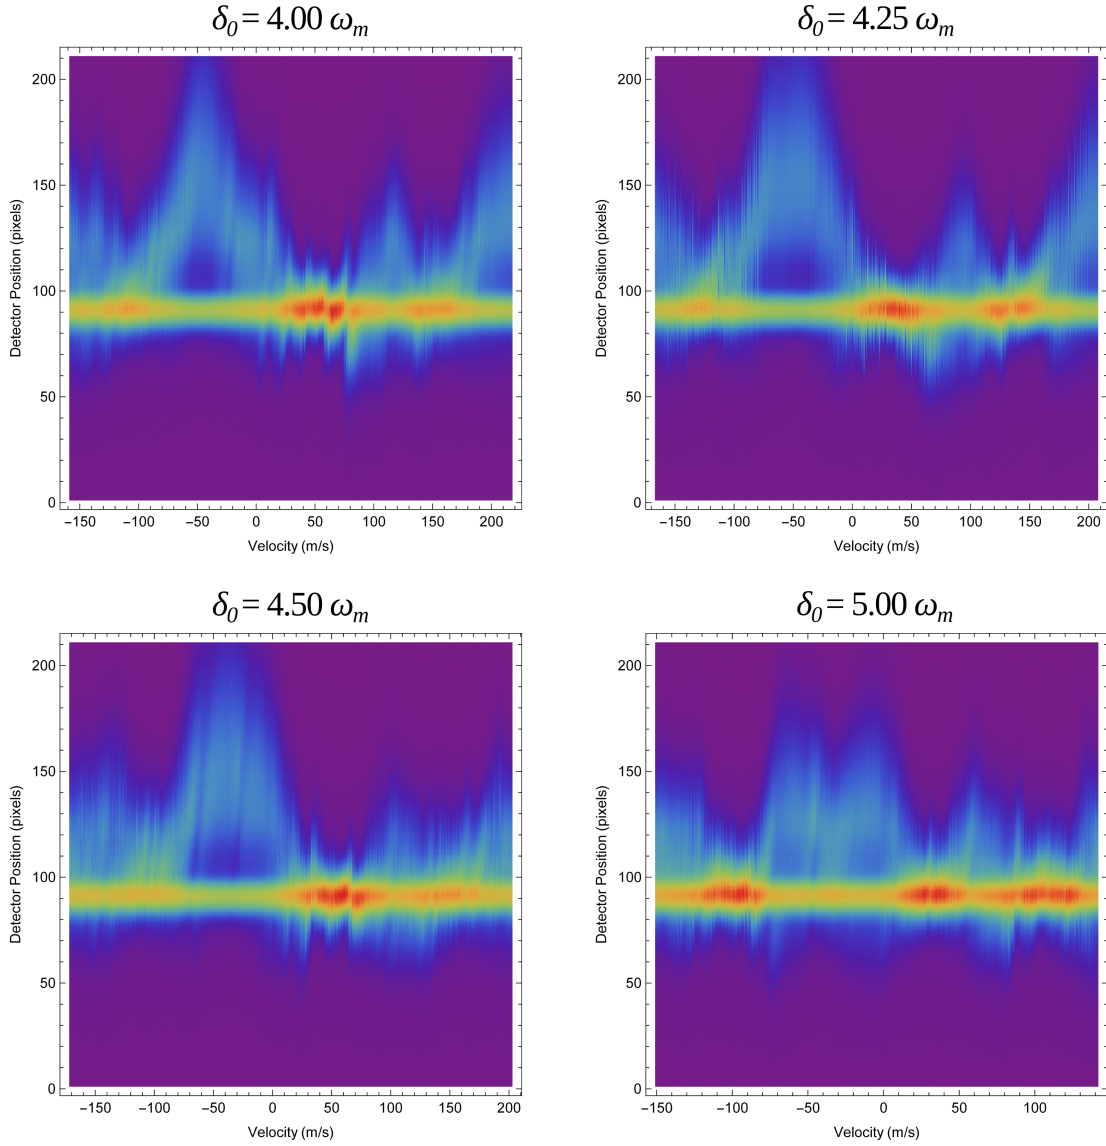 δ0 = 4.00 ωm
δ0 = 4.25 ωm
Detector Position (pixels)
200
150
100
50
0
−150 −100 −50 0 50 100 150 200
Velocity (m/s)
Detector Position (pixels)
200
150
100
50
0
−150 −100 −50 0 50 100 150 200
Velocity (m/s)
δ0 = 4.50 ωm
δ0 = 5.00 ωm
Detector Position (pixels)
200
150
100
50
0
−150 −100 −50 0 50 100 150 200
Velocity (m/s)
Detector Position (pixels)
200
150
100
50
0
−150 −100 −50 0 50 100
Velocity (m/s)